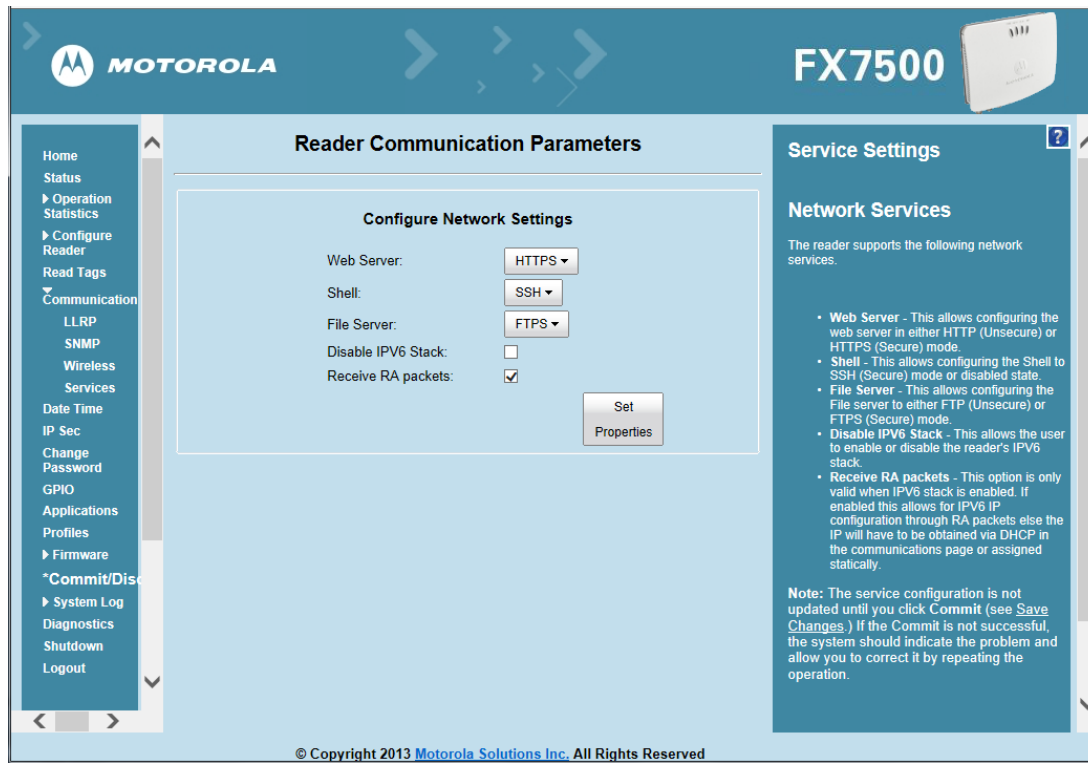 MOTOROLA
FX7500
Home
Status
Operation
Statistics
Configure
Reader
Read Tags
Communication
LLRP
SNMP
Wireless
Services
Date Time
IP Sec
Change
Password
GPIO
Applications
Profiles
Firmware
*Commit/Disc
System Log
Diagnostics
Shutdown
Logout
Reader Communication Parameters
Configure Network Settings
Web Server: HTTPS
Shell: SSH
File Server: FTPS
Disable IPV6 Stack:
Receive RA packets:
Set
Properties
?
Service Settings
Network Services
The reader supports the following network
services.
• Web Server - This allows configuring the
web server in either HTTP (Unsecure) or
HTTPS (Secure) mode.
• Shell - This allows configuring the Shell to
SSH (Secure) mode or disabled state.
• File Server - This allows configuring the
File server to either FTP (Unsecure) or
FTPS (Secure) mode.
• Disable IPV6 Stack - This allows the user
to enable or disable the reader's IPV6
stack.
• Receive RA packets - This option is only
valid when IPV6 stack is enabled. If
enabled this allows for IPV6 IP
configuration through RA packets else the
IP will have to be obtained via DHCP in
the communications page or assigned
statically.
Note: The service configuration is not
updated until you click Commit (see Save
Changes.) If the Commit is not successful,
the system should indicate the problem and
allow you to correct it by repeating the
operation.
© Copyright 2013 Motorola Solutions Inc. All Rights Reserved